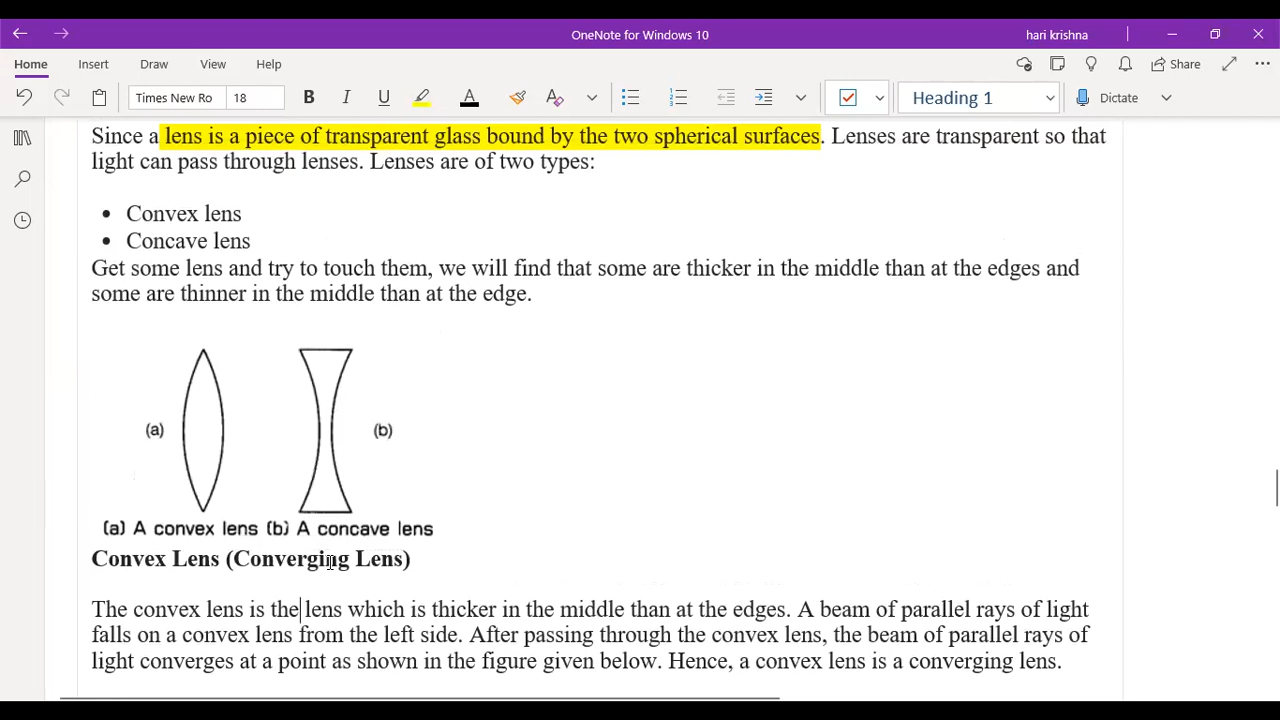 OneNote for Windows 10
hari krishna
Home Insert Draw View Help
Share
Times New Ro 18 B I U A A Heading 1 Dictate
Since a lens is a piece of transparent glass bound by the two spherical surfaces. Lenses are transparent so that
light can pass through lenses. Lenses are of two types:
• Convex lens
• Concave lens
Get some lens and try to touch them, we will find that some are thicker in the middle than at the edges and
some are thinner in the middle than at the edge.
(a) (b)
(a) A convex lens (b) A concave lens
Convex Lens (Converging Lens)
The convex lens is the lens which is thicker in the middle than at the edges. A beam of parallel rays of light
falls on a convex lens from the left side. After passing through the convex lens, the beam of parallel rays of
light converges at a point as shown in the figure given below. Hence, a convex lens is a converging lens.